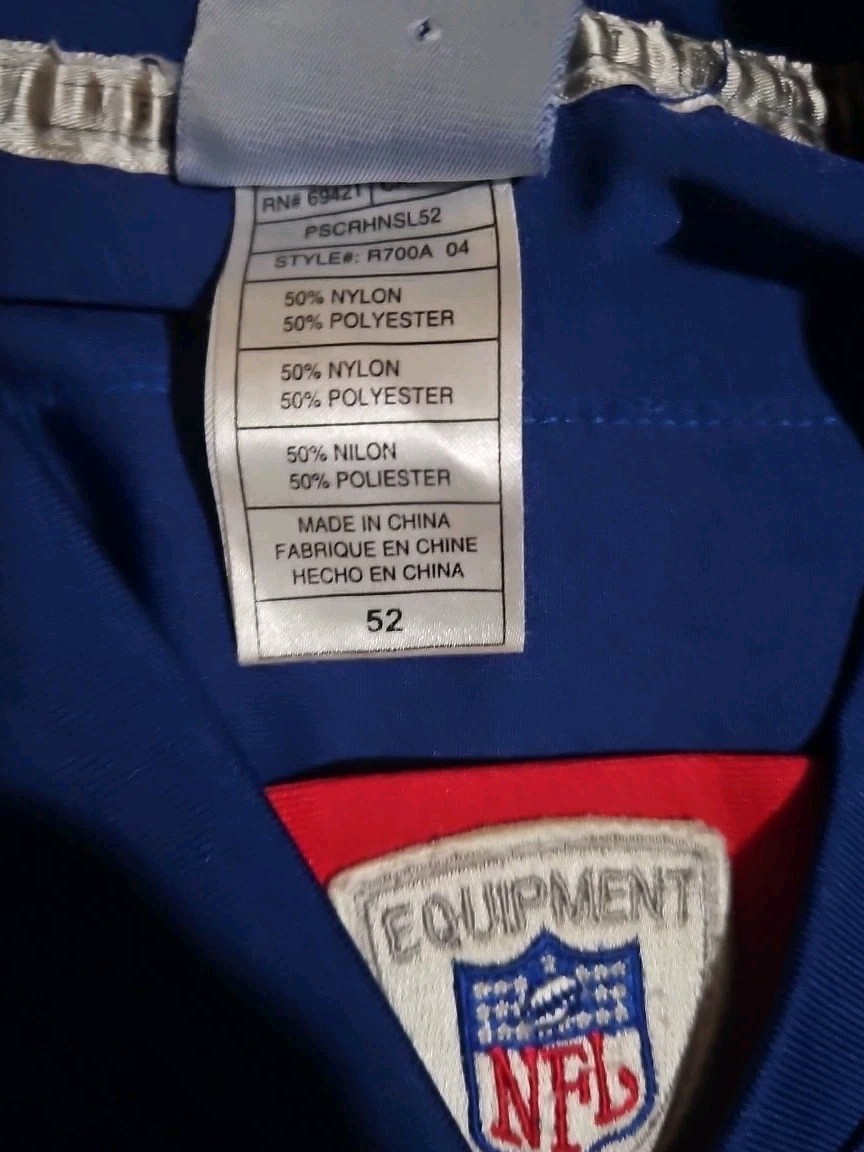 RN# 69421
PSCRHNSL52
STYLE#: R700A 04
50% NYLON
50% POLYESTER
50% NYLON
50% POLYESTER
50% NILON
50% POLIESTER
MADE IN CHINA
FABRIQUE EN CHINE
HECHO EN CHINA
52
EQUIPMENT
NFL